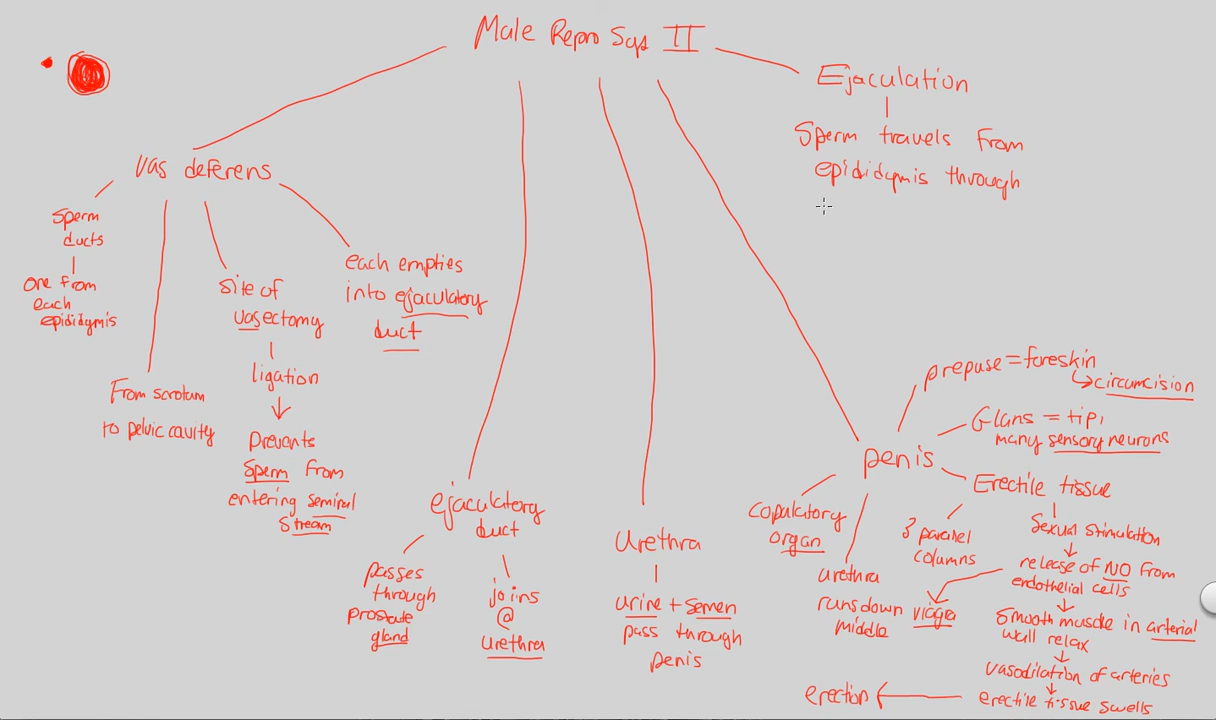 Male Repro Sys II
Ejaculation
Sperm travels from
epididymis through
Vas deferens
Sperm
ducts
one from
each
epididymis
From scrotum
to pelvic cavity
site of
vasectomy
ligation
Prevents
sperm from
entering seminal
stream
each empties
into ejaculatory
duct
ejaculatory
duct
passes
through
prostate
gland
joins
@
urethra
Urethra
urine + semen
pass through
penis
penis
prepuse = foreskin
circumcision
Glans = tip,
many sensory neurons
copulatory
organ
urethra
runs down
middle
Erectile tissue
3 parallel
columns
Sexual stimulation
release of NO from
endothelial cells
viagra
Smooth muscle in arterial
wall relax
vasodilation of arteries
erectile tissue swells
erection